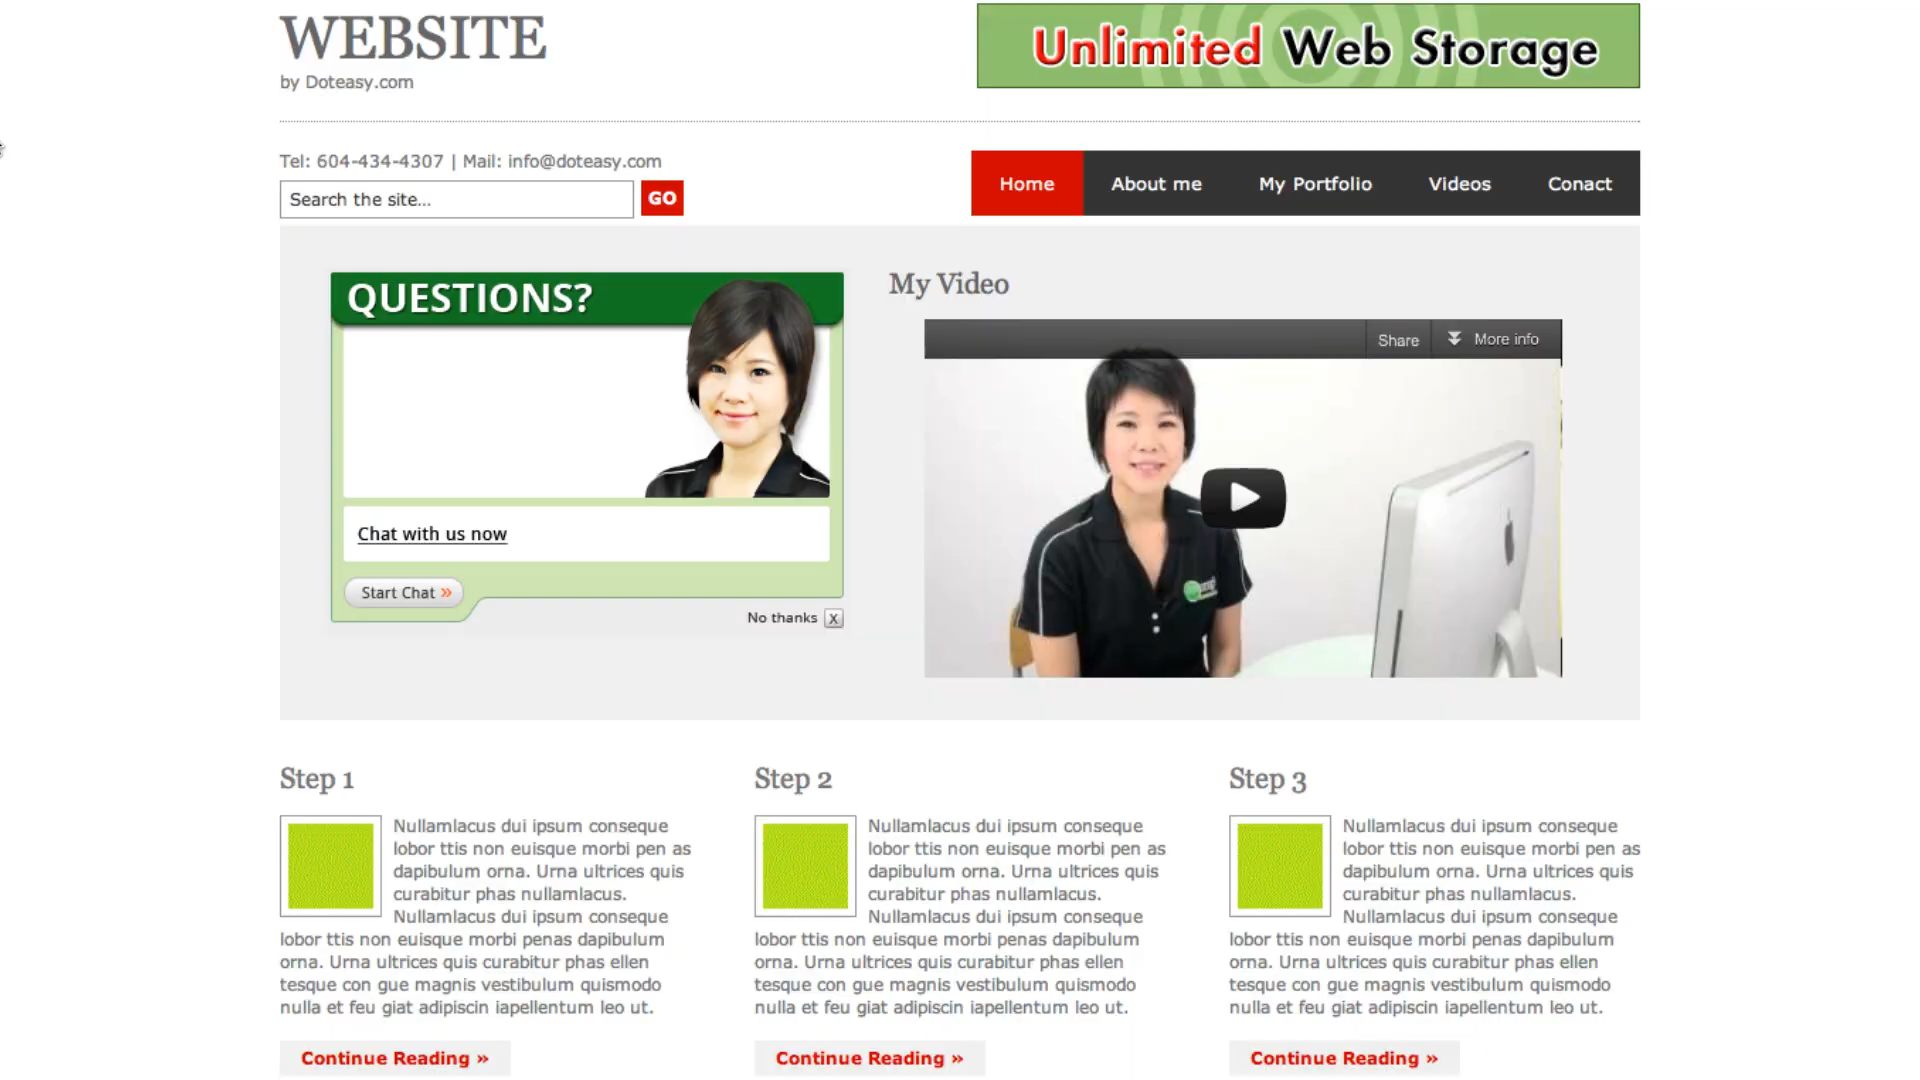 WEBSITE
by Doteasy.com
Unlimited Web Storage
Tel: 604-434-4307 | Mail: info@doteasy.com
Search the site...
GO
Home
About me
My Portfolio
Videos
Conact
QUESTIONS?
Chat with us now
Start Chat »
No thanks X
My Video
Share
More info
Step 1
Nullamlacus dui ipsum conseque
lobor ttis non euisque morbi pen as
dapibulum orna. Urna ultrices quis
curabitur phas nullamlacus.
Nullamlacus dui ipsum conseque
lobor ttis non euisque morbi penas dapibulum
orna. Urna ultrices quis curabitur phas ellen
tesque con gue magnis vestibulum quismodo
nulla et feu giat adipiscin iapellentum leo ut.
Continue Reading »
Step 2
Nullamlacus dui ipsum conseque
lobor ttis non euisque morbi pen as
dapibulum orna. Urna ultrices quis
curabitur phas nullamlacus.
Nullamlacus dui ipsum conseque
lobor ttis non euisque morbi penas dapibulum
orna. Urna ultrices quis curabitur phas ellen
tesque con gue magnis vestibulum quismodo
nulla et feu giat adipiscin iapellentum leo ut.
Continue Reading »
Step 3
Nullamlacus dui ipsum conseque
lobor ttis non euisque morbi pen as
dapibulum orna. Urna ultrices quis
curabitur phas nullamlacus.
Nullamlacus dui ipsum conseque
lobor ttis non euisque morbi penas dapibulum
orna. Urna ultrices quis curabitur phas ellen
tesque con gue magnis vestibulum quismodo
nulla et feu giat adipiscin iapellentum leo ut.
Continue Reading »